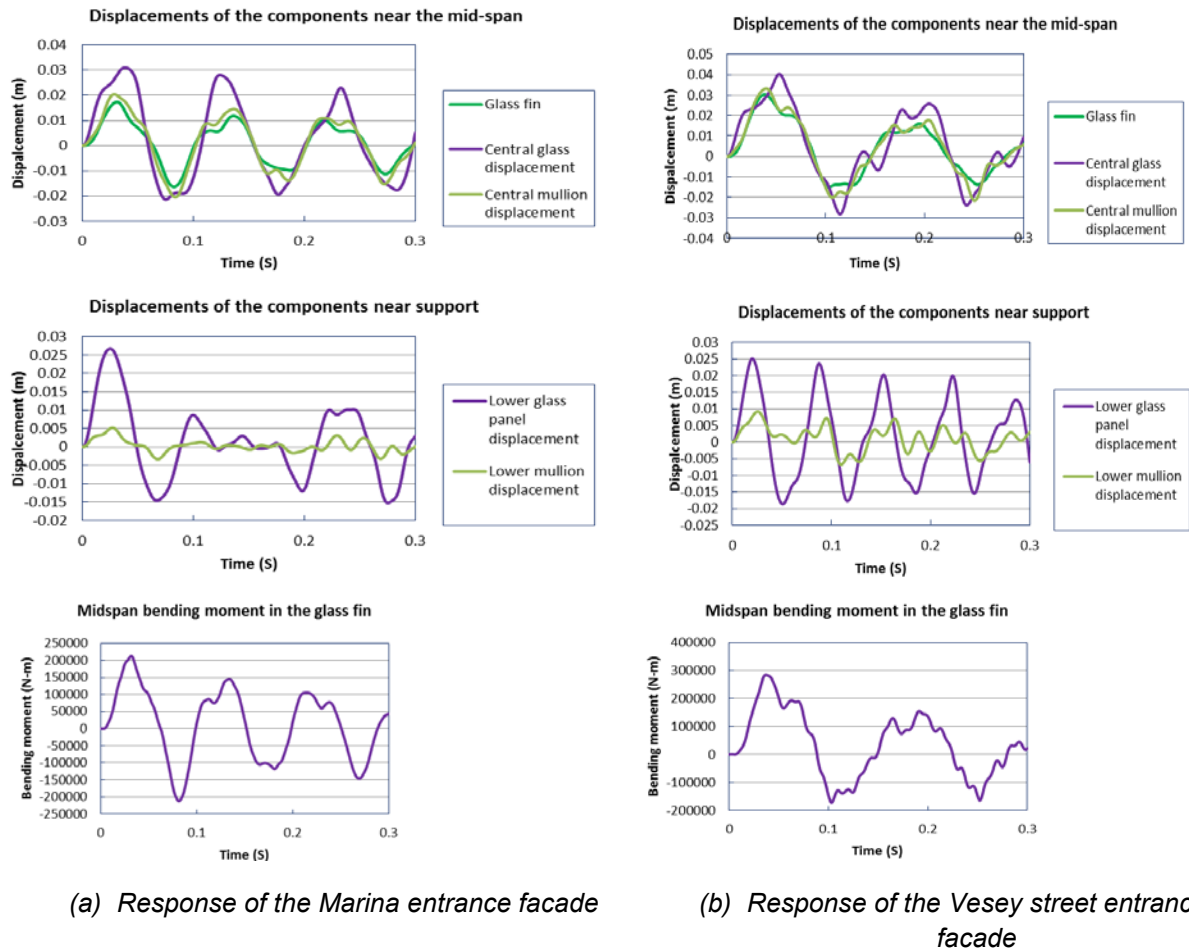 Displacements of the components near the mid-span
0.04
0.03
0.02
0.01
0
-0.01
-0.02
-0.03
Dispalcement (m)
0
0.1
0.2
0.3
Time (S)
Glass fin
Central glass
displacement
Central mullion
displacement
Displacements of the components near support
0.03
0.025
0.02
0.015
0.01
0.005
0
-0.005
-0.01
-0.015
-0.02
Dispalcement (m)
0
0.1
0.2
0.3
Time (S)
Lower glass
panel
displacement
Lower mullion
displacement
Midspan bending moment in the glass fin
250000
200000
150000
100000
50000
0
-50000
-100000
-150000
-200000
-250000
Bending moment (N-m)
0
0.1
0.2
0.3
Time (S)
(a) Response of the Marina entrance facade
Displacements of the components near the mid-span
0.05
0.04
0.03
0.02
0.01
0
-0.01
-0.02
-0.03
-0.04
Dispalcement (m)
0
0.1
0.2
0.3
Time (S)
Glass fin
Central glass
displacement
Central mullion
displacement
Displacements of the components near support
0.03
0.025
0.02
0.015
0.01
0.005
0
-0.005
-0.01
-0.015
-0.02
-0.025
Dispalcement (m)
0
0.1
0.2
0.3
Time (S)
Lower glass
panel
displacement
Lower mullion
displacement
Midspan bending moment in the glass fin
400000
300000
200000
100000
0
-100000
-200000
Bending moment (N-m)
0
0.1
0.2
0.3
Time (S)
(b) Response of the Vesey street entranc
facade